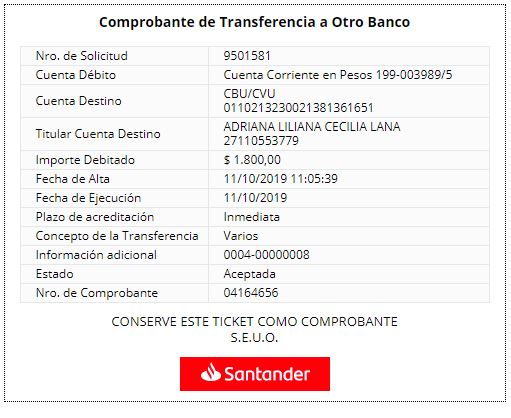 Comprobante de Transferencia a Otro Banco
Nro. de Solicitud 9501581
Cuenta Débito Cuenta Corriente en Pesos 199-003989/5
Cuenta Destino CBU/CVU
0110213230021381361651
Titular Cuenta Destino ADRIANA LILIANA CECILIA LANA
27110553779
Importe Debitado $ 1.800,00
Fecha de Alta 11/10/2019 11:05:39
Fecha de Ejecución 11/10/2019
Plazo de acreditación Inmediata
Concepto de la Transferencia Varios
Información adicional 0004-00000008
Estado Aceptada
Nro. de Comprobante 04164656
CONSERVE ESTE TICKET COMO COMPROBANTE
S.E.U.O.
Santander